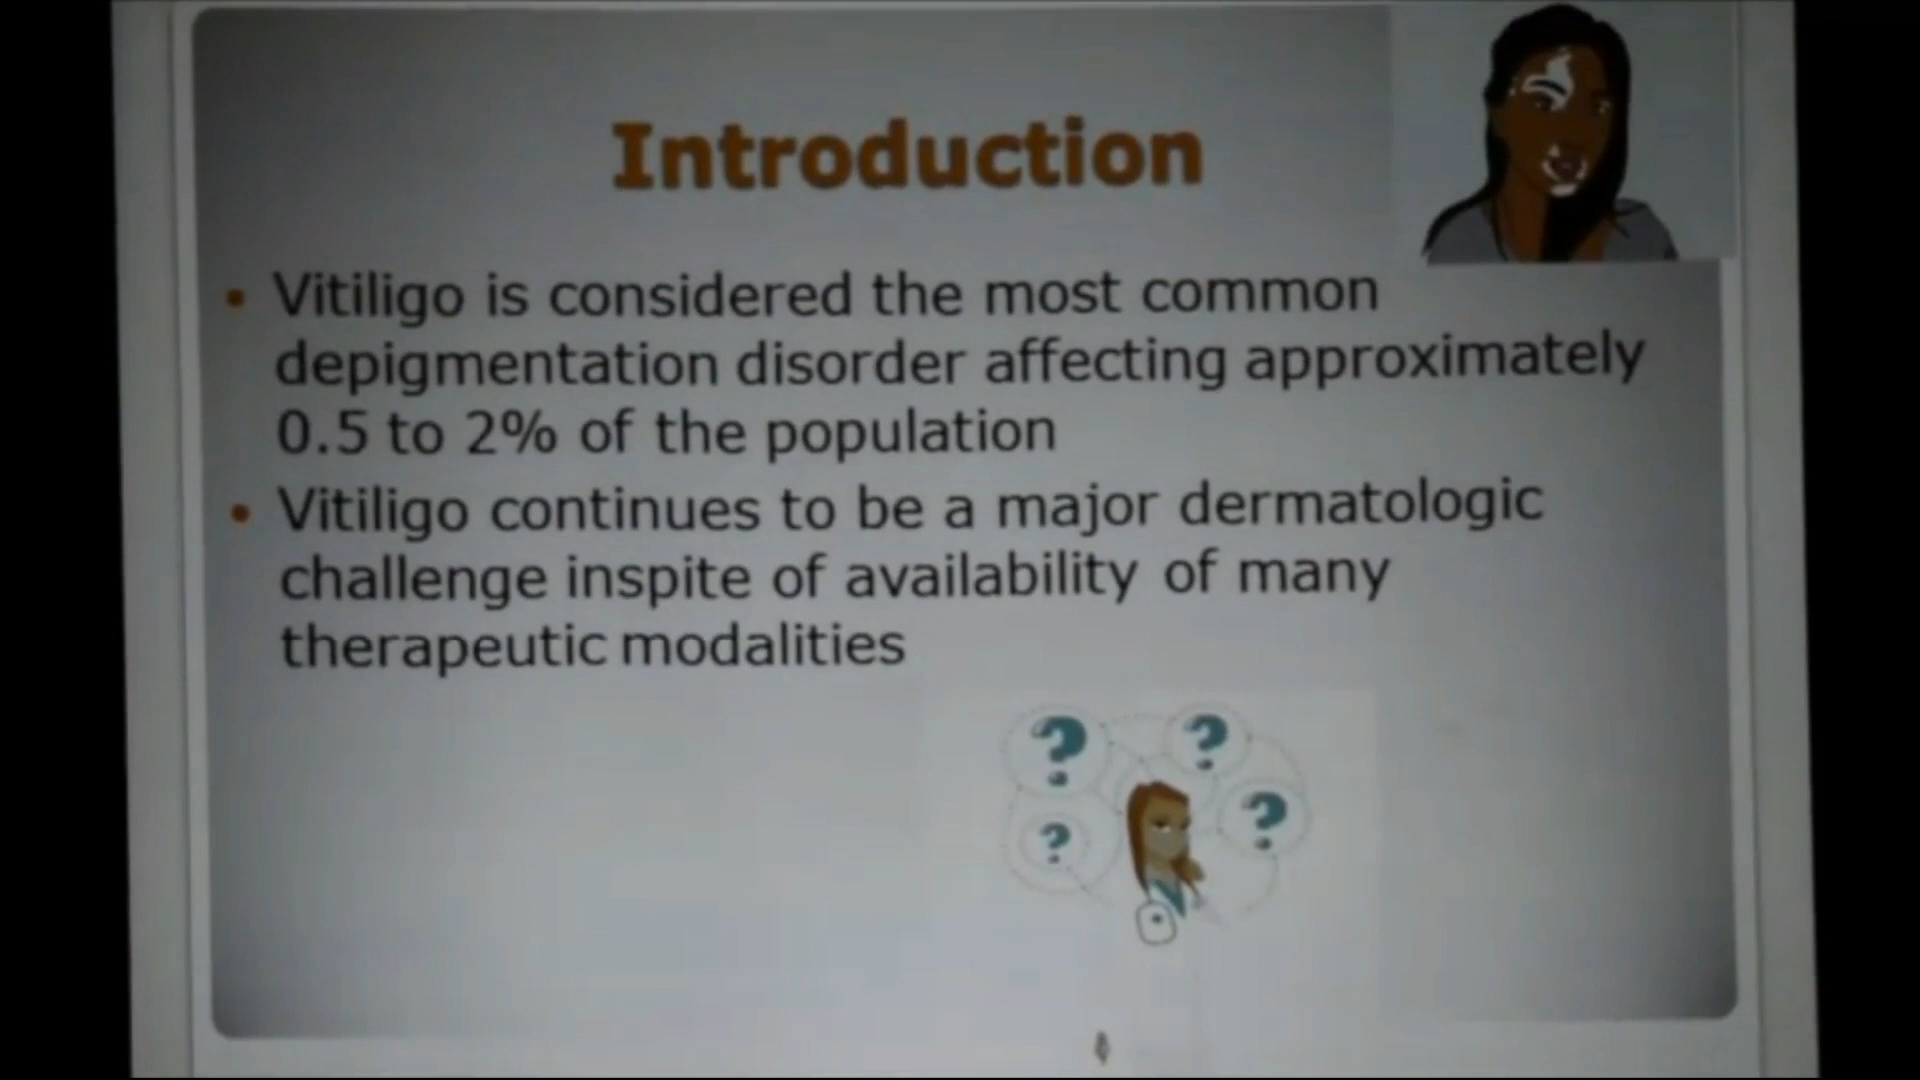 Introduction
• Vitiligo is considered the most common
depigmentation disorder affecting approximately
0.5 to 2% of the population
• Vitiligo continues to be a major dermatologic
challenge inspite of availability of many
therapeutic modalities
? ?
? ?